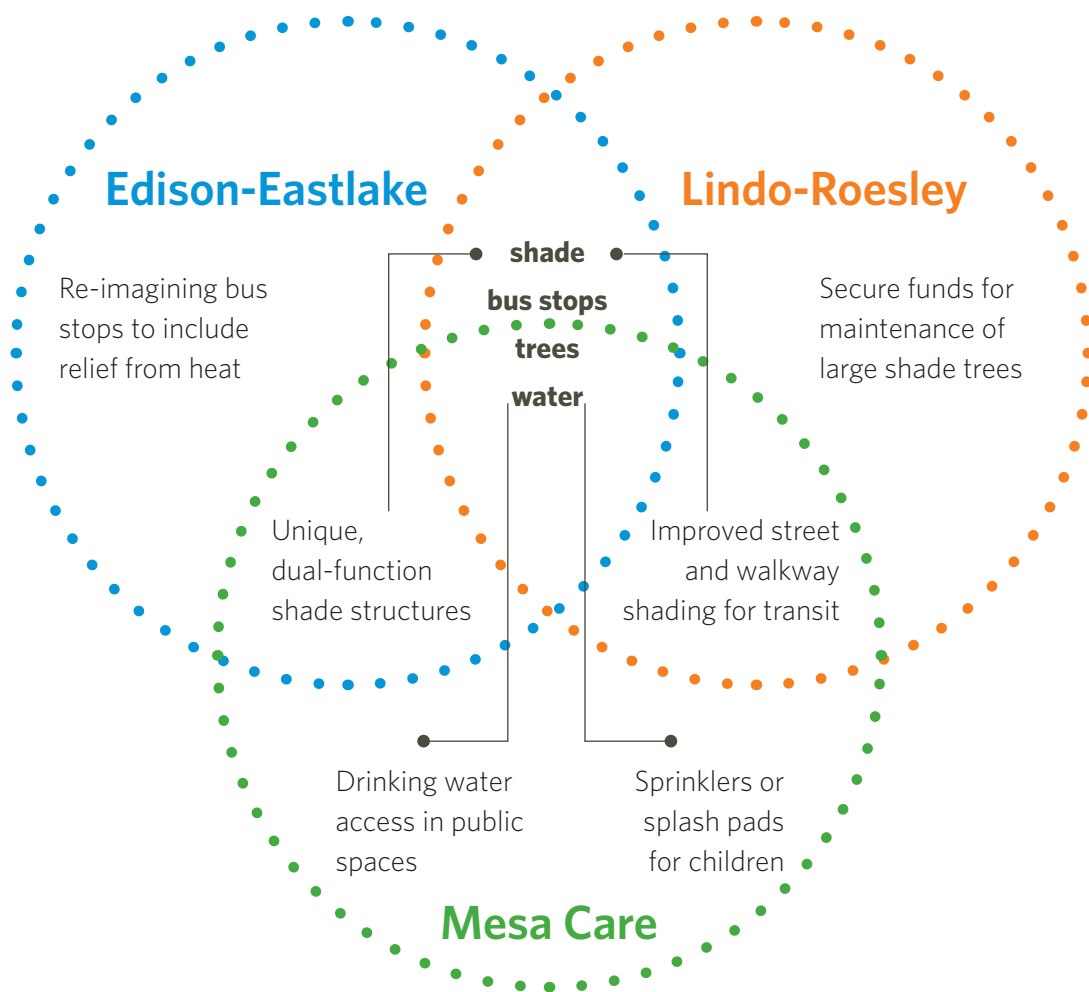 Edison-Eastlake
Lindo-Roesley
shade
bus stops
trees
water
Re-imagining bus
stops to include
relief from heat
Secure funds for
maintenance of
large shade trees
Unique,
dual-function
shade structures
Improved street
and walkway
shading for transit
Drinking water
access in public
spaces
Sprinklers or
splash pads
for children
Mesa Care